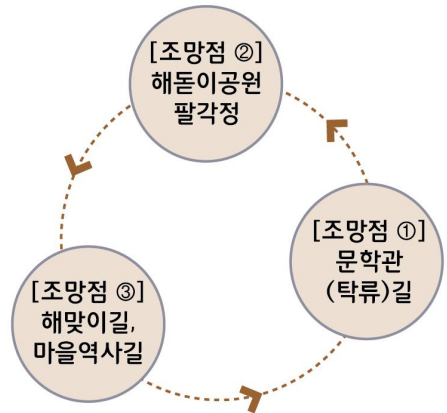 [조망점 ②]
해돋이공원
팔각정
[조망점 ①]
문학관
(탁류)길
[조망점 ③]
해맞이길,
마을역사길